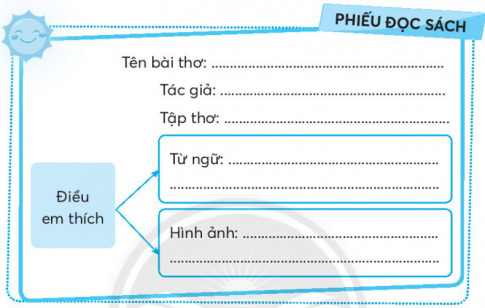 PHIẾU ĐỌC SÁCH
Tên bài thơ: ..........................................................
Tác giả: ........................................................
Tập thơ: ........................................................
Từ ngữ: ....................................................
...................................................................
Điều
em thích
Hình ảnh: .................................................
...................................................................